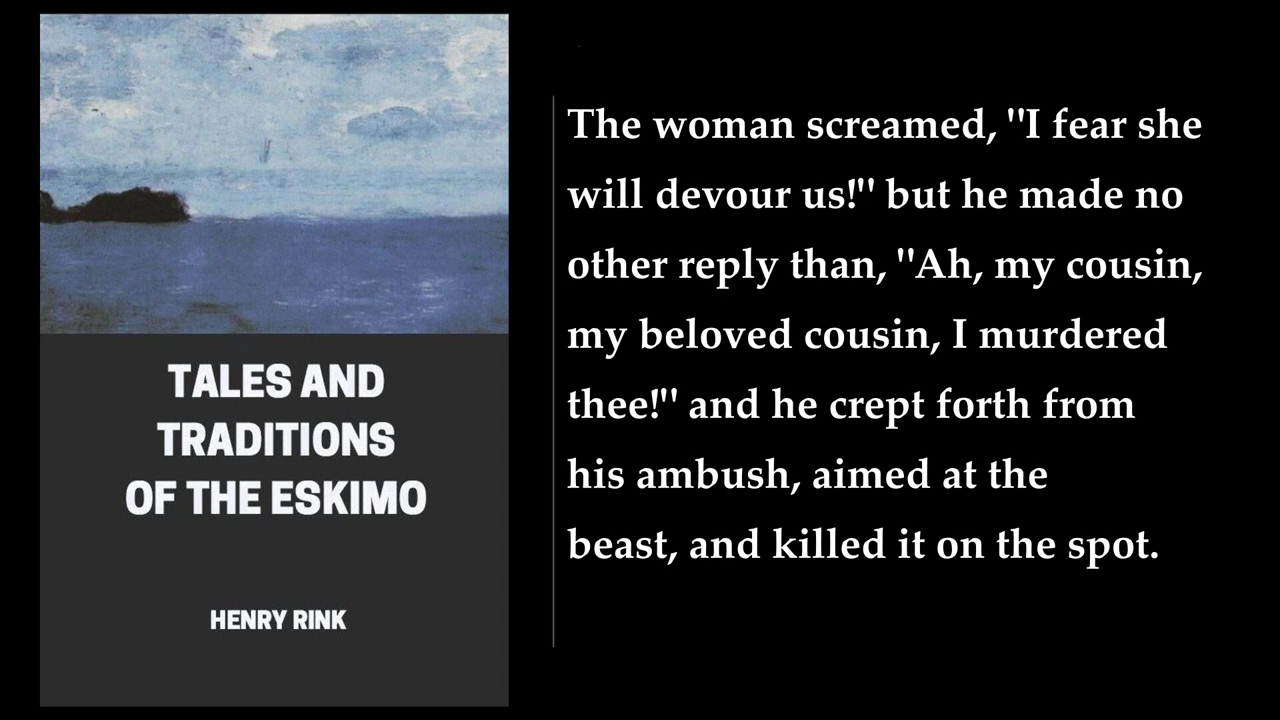 TALES AND
TRADITIONS
OF THE ESKIMO
HENRY RINK
The woman screamed, "I fear she
will devour us!" but he made no
other reply than, "Ah, my cousin,
my beloved cousin, I murdered
thee!" and he crept forth from
his ambush, aimed at the
beast, and killed it on the spot.